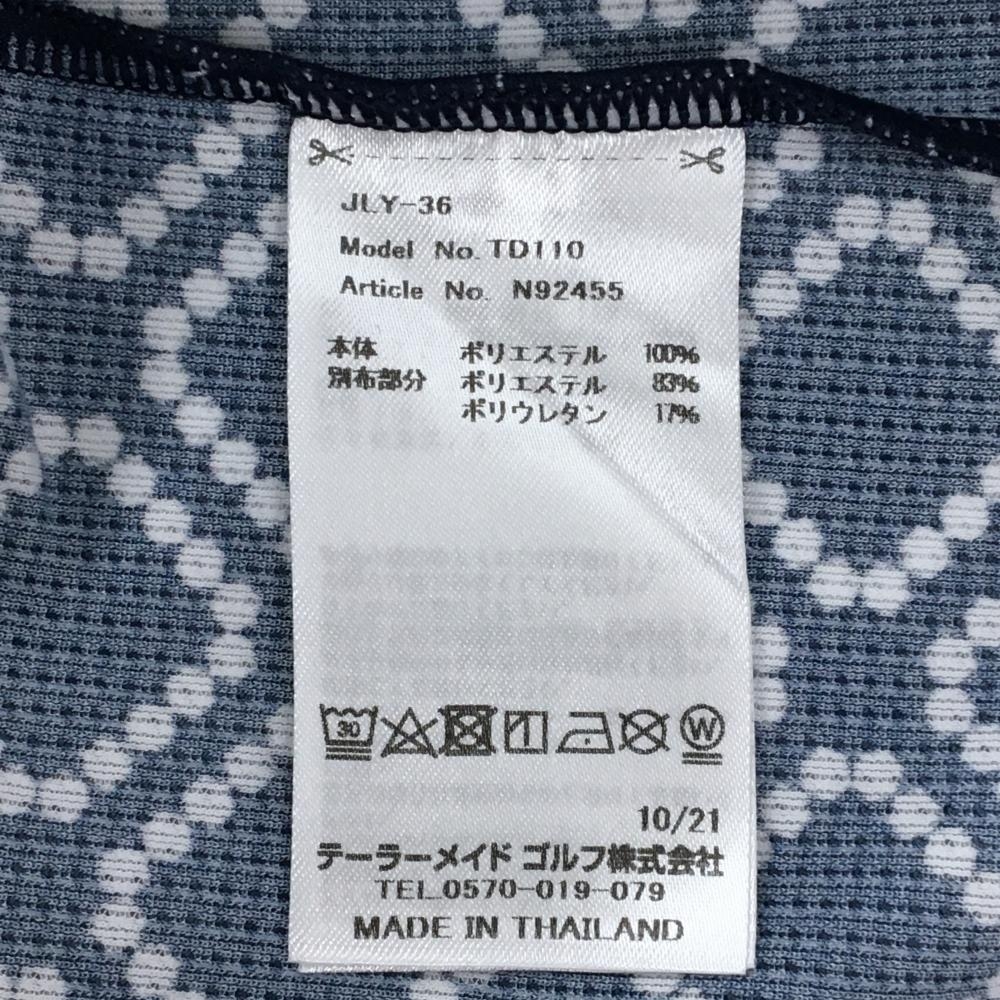 JLY-36
Model No. TD110
Article No. N92455
本体 ポリエステル 100%
別布部分 ポリエステル 83%
ポリウレタン 17%
30 W
10/21
テーラーメイド ゴルフ株式会社
TEL.0570-019-079
MADE IN THAILAND